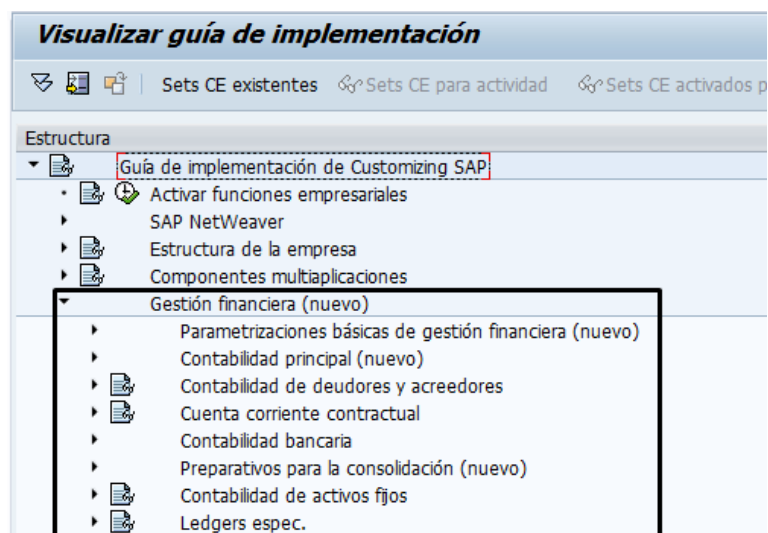 Visualizar guía de implementación
Sets CE existentes Sets CE para actividad Sets CE activados p
Estructura
Guía de implementación de Customizing SAP
Activar funciones empresariales
SAP NetWeaver
Estructura de la empresa
Componentes multiaplicaciones
Gestión financiera (nuevo)
Parametrizaciones básicas de gestión financiera (nuevo)
Contabilidad principal (nuevo)
Contabilidad de deudores y acreedores
Cuenta corriente contractual
Contabilidad bancaria
Preparativos para la consolidación (nuevo)
Contabilidad de activos fijos
Ledgers espec.